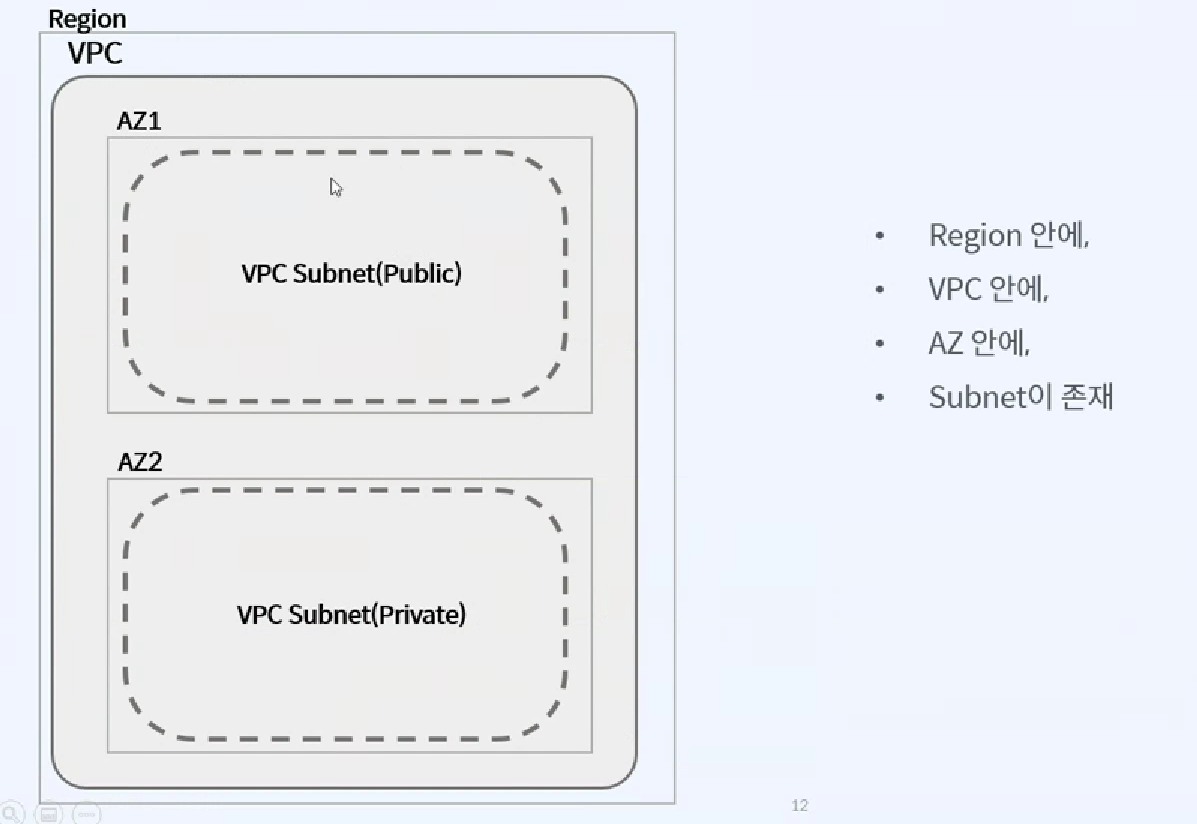 Region
VPC
AZ1
VPC Subnet(Public)
AZ2
VPC Subnet(Private)
• Region 안에,
• VPC 안에,
• AZ 안에,
• Subnet이 존재
12